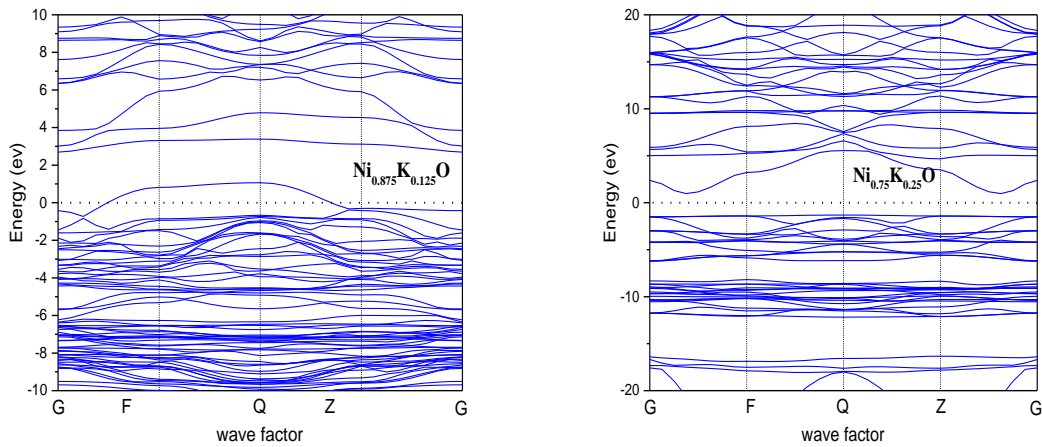 10
8
6
4
2
0
-2
-4
-6
-8
-10
Energy (ev)
Ni0.875K0.125O
G F Q Z G
wave factor
20
10
0
-10
-20
Energy (ev)
Ni0.75K0.25O
G F Q Z G
wave factor